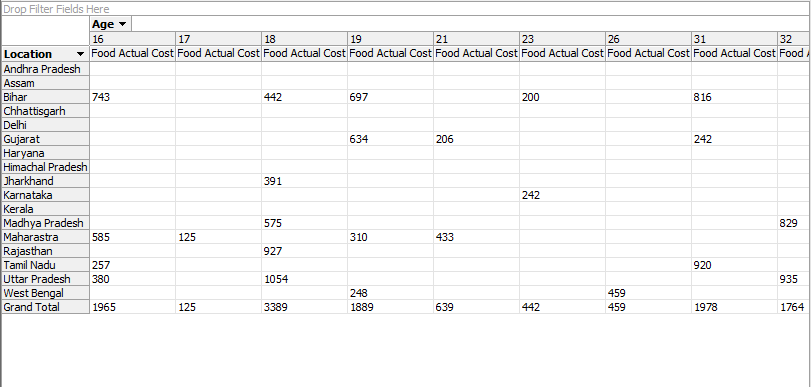 Drop Filter Fields Here
Age
16 17 18 19 21 23 26 31 32
Location Food Actual Cost Food Actual Cost Food Actual Cost Food Actual Cost Food Actual Cost Food Actual Cost Food Actual Cost Food Actual Cost Food A
Andhra Pradesh
Assam
Bihar 743 442 697 200 816
Chhattisgarh
Delhi
Gujarat 634 206 242
Haryana
Himachal Pradesh
Jharkhand 391
Karnataka 242
Kerala
Madhya Pradesh 575 829
Maharastra 585 125 310 433
Rajasthan 927
Tamil Nadu 257 920
Uttar Pradesh 380 1054 935
West Bengal 248 459
Grand Total 1965 125 3389 1889 639 442 459 1978 1764